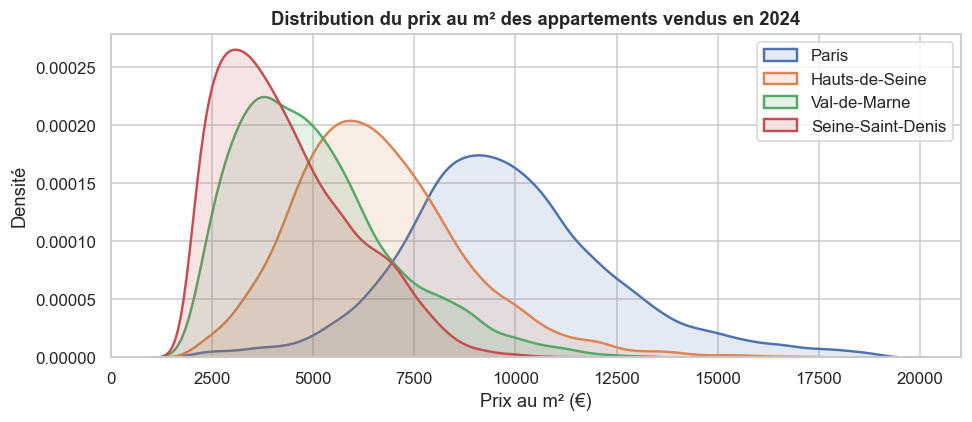 Distribution du prix au m² des appartements vendus en 2024
Paris
Hauts-de-Seine
Val-de-Marne
Seine-Saint-Denis
Densité
0.00025
0.00020
0.00015
0.00010
0.00005
0.00000
0 2500 5000 7500 10000 12500 15000 17500 20000
Prix au m² (€)